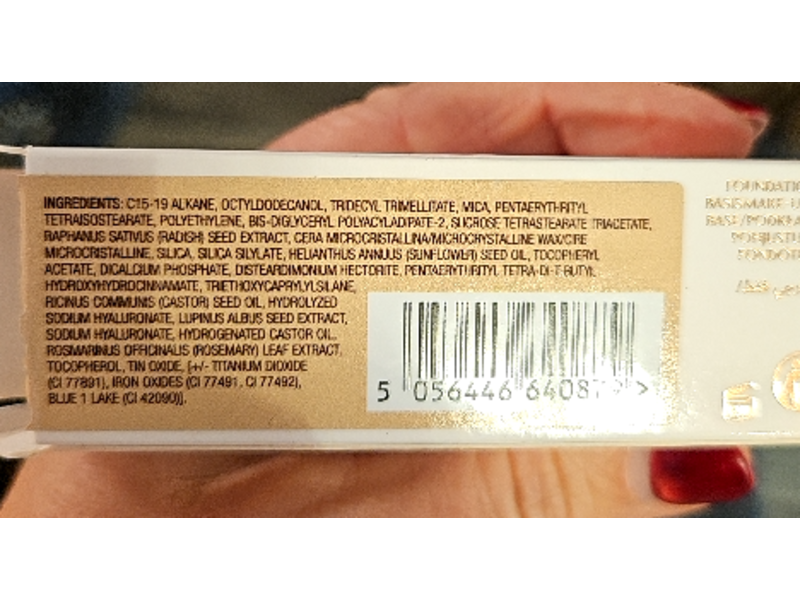 INGREDIENTS: C15-19 ALKANE, OCTYLDODECANOL, TRIDECYL TRIMELLITATE, MICA, PENTAERYTHRITYL
TETRAISOSTEARATE, POLYETHYLENE, BIS-DIGLYCERYL POLYACYLADIPATE-2, SUCROSE TETRASTEARATE TRIACETATE,
RAPHANUS SATIVUS (RADISH) SEED EXTRACT, CERA MICROCRISTALLINA/MICROCRYSTALLINE WAX/CIRE
MICROCRISTALLINE, SILICA, SILICA SILYLATE, HELIANTHUS ANNUUS (SUNFLOWER) SEED OIL, TOCOPHERYL
ACETATE, DICALCIUM PHOSPHATE, DISTEARDIMONIUM HECTORITE, PENTAERYTHRITYL TETRA-DI-T-BUTYL
HYDROXYHYDROCINNAMATE, TRIETHOXYCAPRYLYLSILANE,
RICINUS COMMUNIS (CASTOR) SEED OIL, HYDROLYZED
SODIUM HYALURONATE, LUPINUS ALBUS SEED EXTRACT,
SODIUM HYALURONATE, HYDROGENATED CASTOR OIL,
ROSMARINUS OFFICINALIS (ROSEMARY) LEAF EXTRACT,
TOCOPHEROL, TIN OXIDE, [+/- TITANIUM DIOXIDE
(CI 77891), IRON OXIDES (CI 77491, CI 77492),
BLUE 1 LAKE (CI 42090)].
5 056446 64087 >
FOUNDATIO